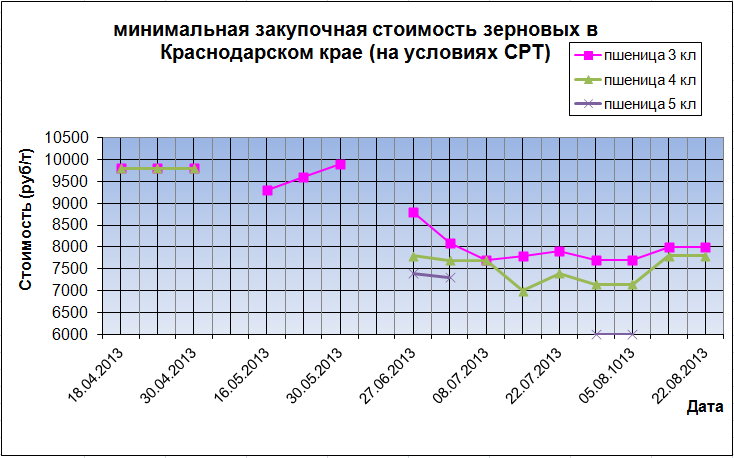 минимальная закупочная стоимость зерновых в
Краснодарском крае (на условиях СРТ)
пшеница 3 кл
пшеница 4 кл
пшеница 5 кл
Стоимость (руб/т)
10500
10000
9500
9000
8500
8000
7500
7000
6500
6000
18.04.2013
30.04.2013
16.05.2013
30.05.2013
27.06.2013
08.07.2013
22.07.2013
05.08.1013
22.08.2013
Дата